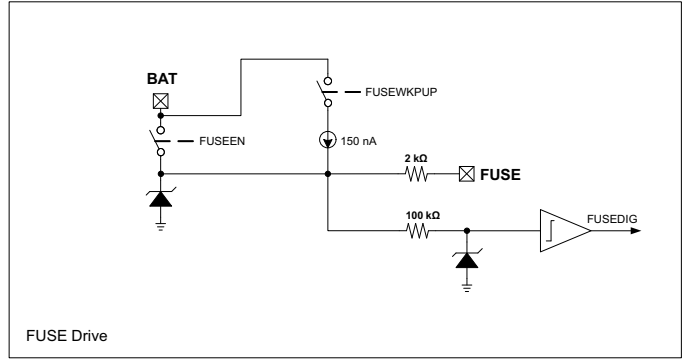 BAT
FUSEWKPUP
FUSEEN
150 nA
2 kΩ
FUSE
100 kΩ
FUSEDIG
FUSE Drive